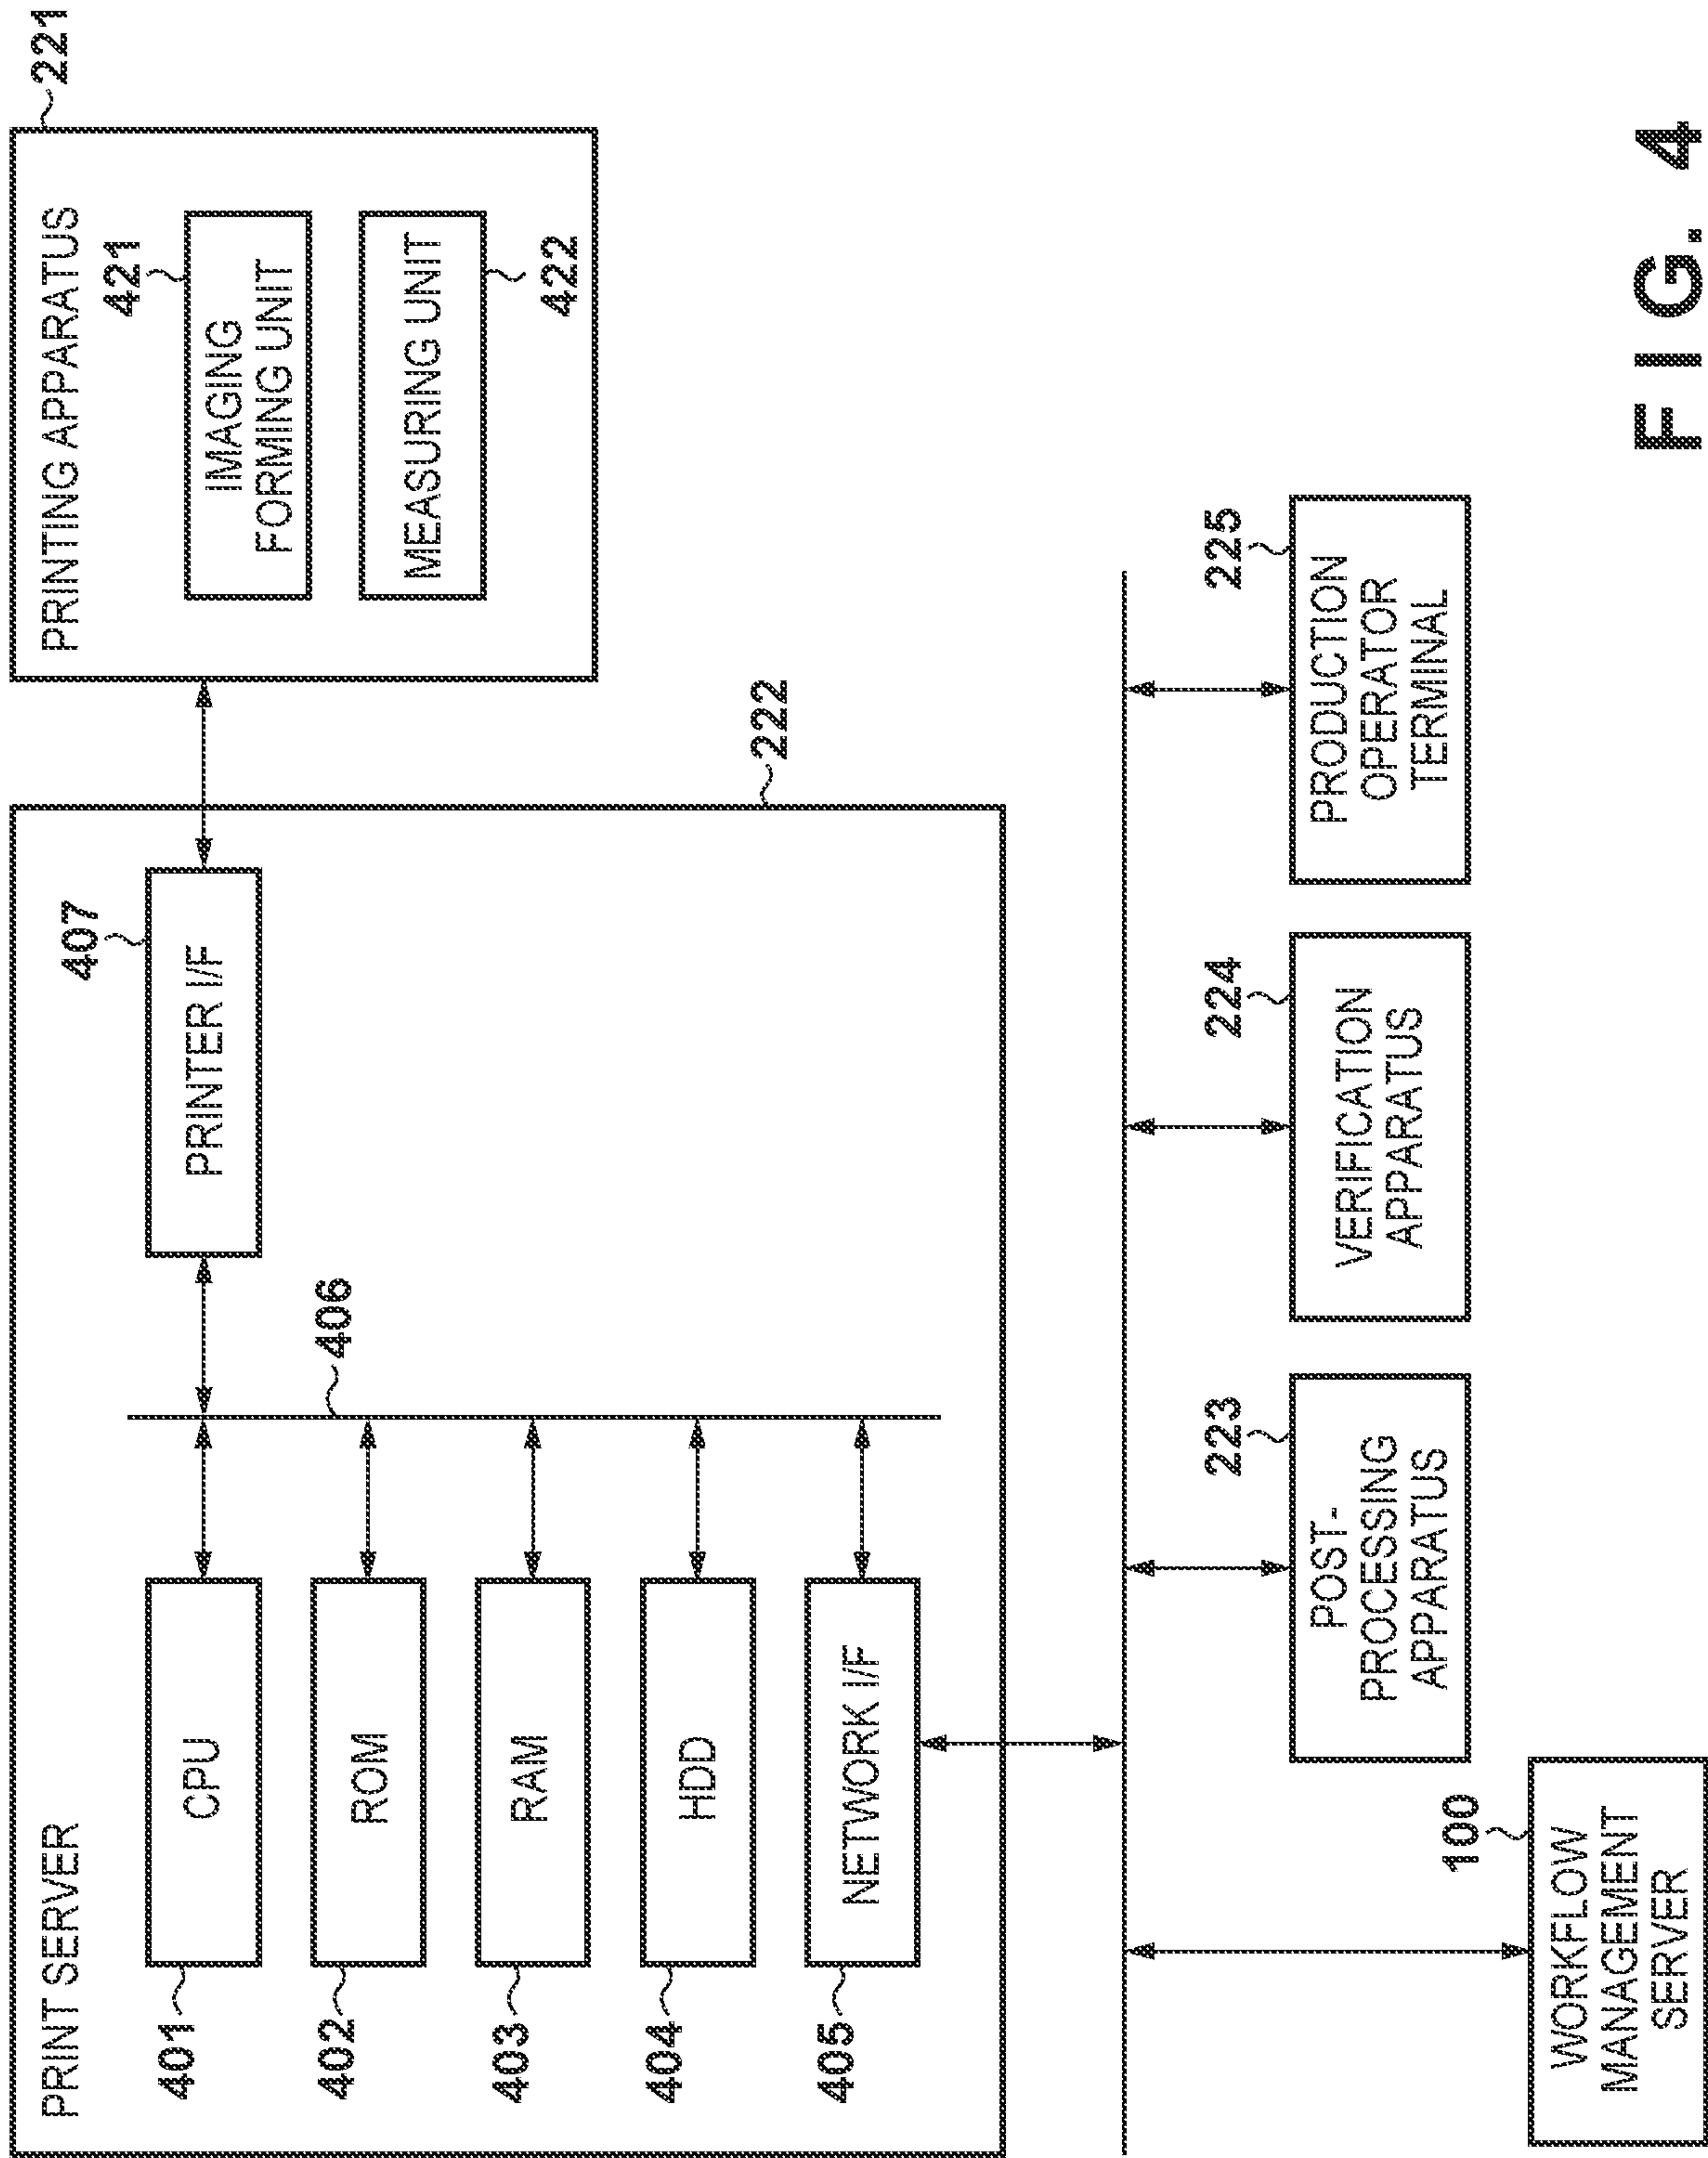 PRINT SERVER
401
CPU
402
ROM
403
RAM
404
HDD
405
NETWORK I/F
406
407
PRINTER I/F
222
PRINTING APPARATUS
221
421
IMAGING
FORMING UNIT
MEASURING UNIT
422
100
WORKFLOW
MANAGEMENT
SERVER
223
POST-
PROCESSING
APPARATUS
224
VERIFICATION
APPARATUS
225
PRODUCTION
OPERATOR
TERMINAL
FIG. 4